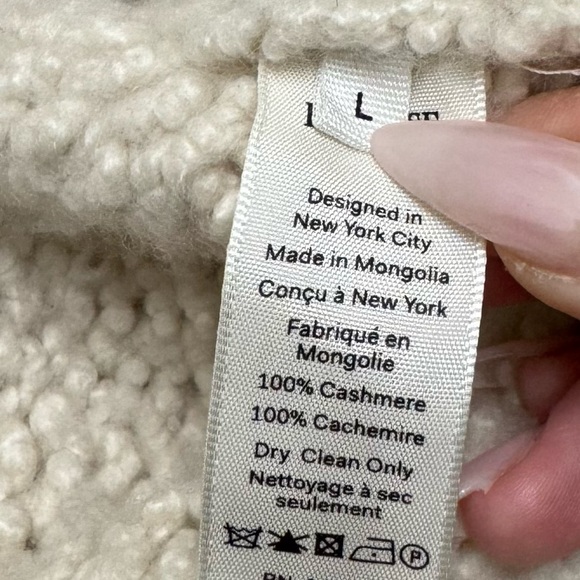 L
Designed in
New York City
Made in Mongolia
Conçu à New York
Fabriqué en
Mongolie
100% Cashmere
100% Cachemire
Dry Clean Only
Nettoyage à sec
seulement
P